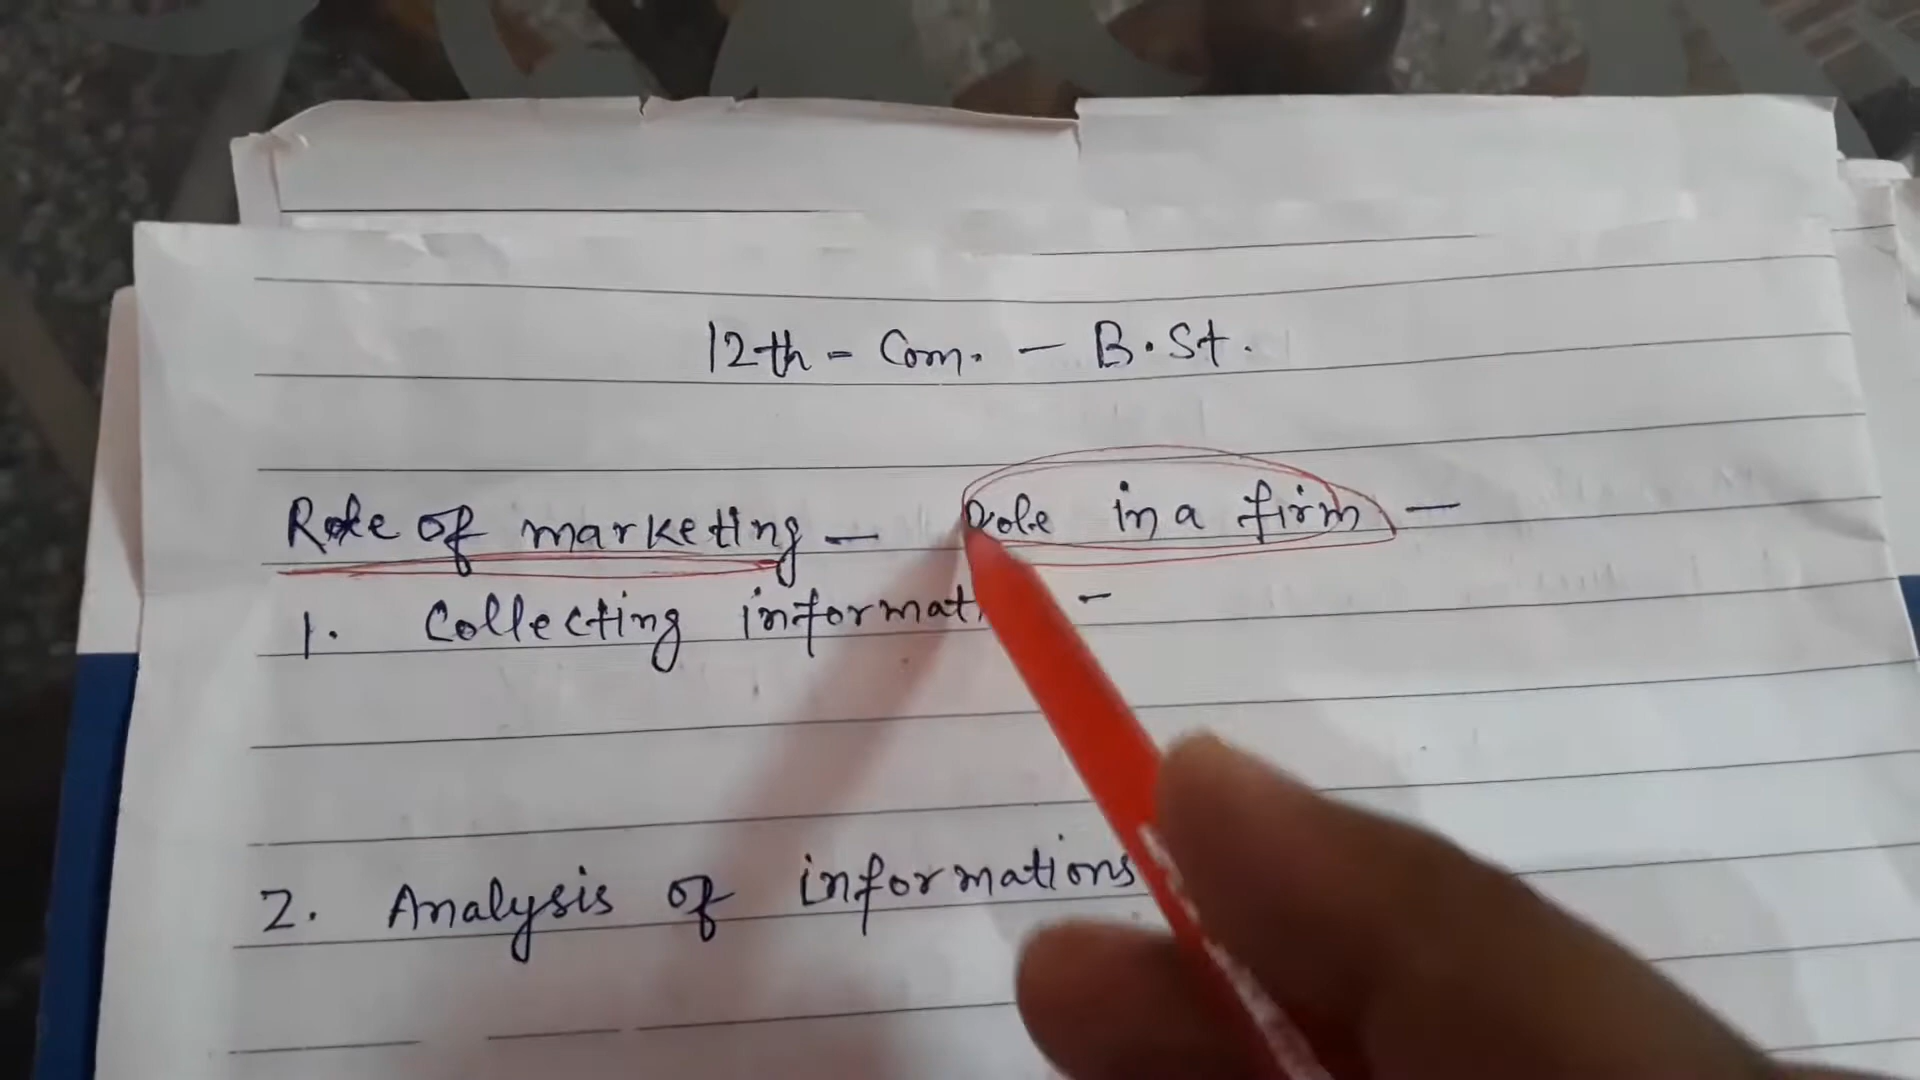 12th - Com. - B.St.
Role of marketing - Role in a firm -
1. Collecting informat -
2. Analysis of informations